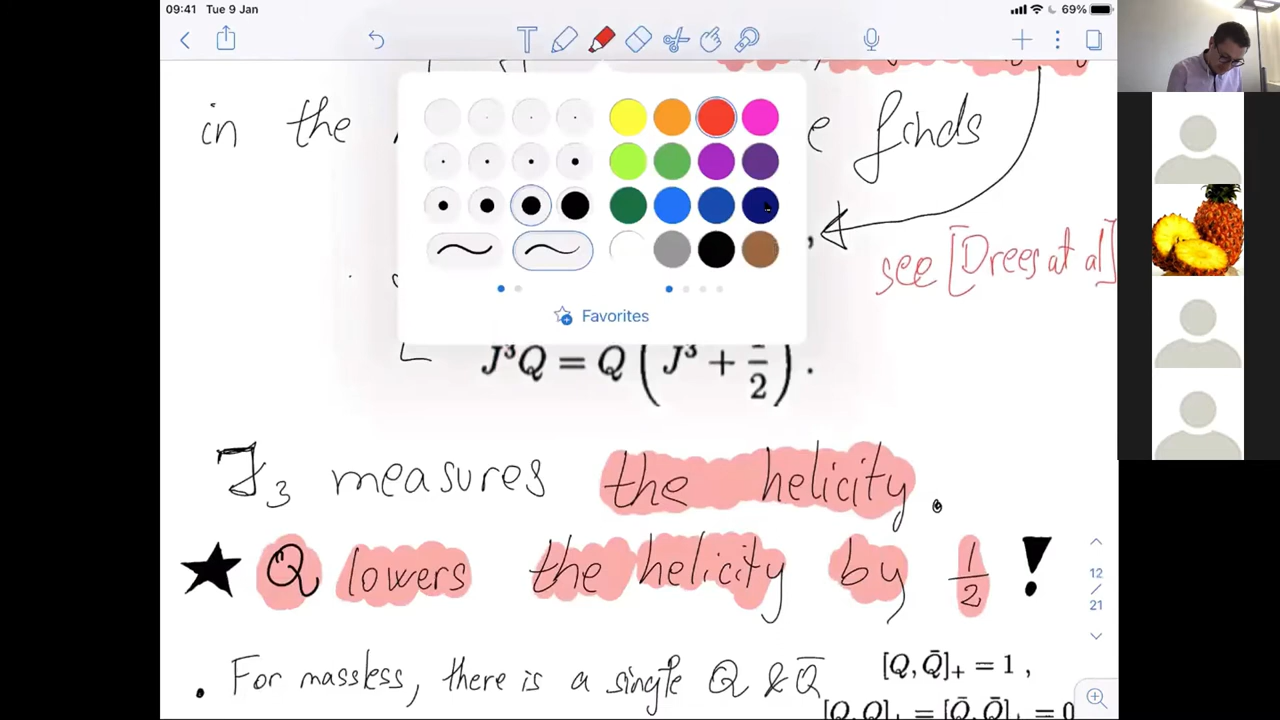 09:41 Tue 9 Jan 69%
in the e finds
see [Drees at al]
Favorites
J³Q = Q ( J³ + 1/2 ) .
J₃ measures the helicity.
★ Q lowers the helicity by 1/2 !
12
/
21
. For massless, there is a single Q & Q̄
[Q, Q̄]₊ = 1 ,
[Q, Q]₊ = [Q̄, Q̄]₊ = 0